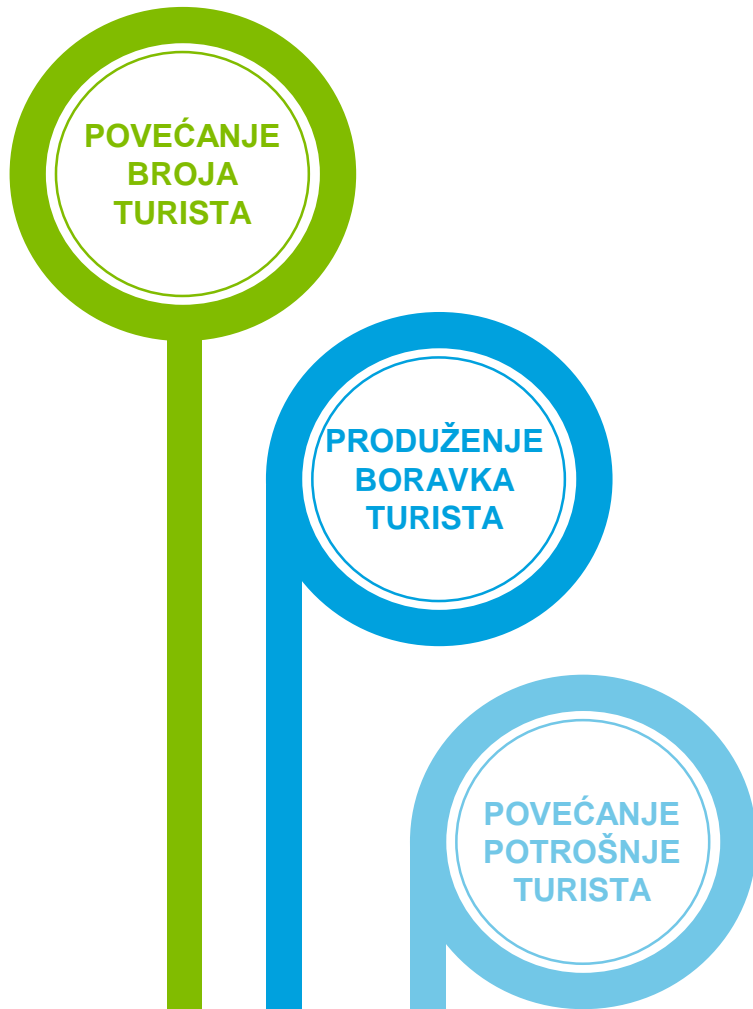 POVEĆANJE
BROJA
TURISTA
PRODUŽENJE
BORAVKA
TURISTA
POVEĆANJE
POTROŠNJE
TURISTA